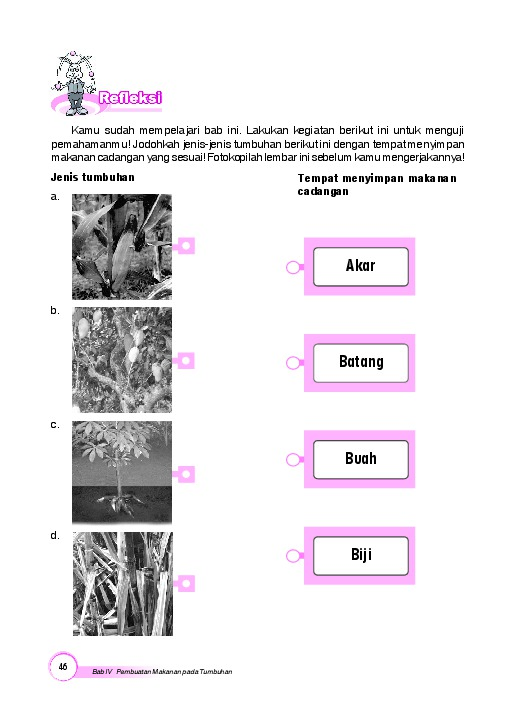 Refleksi
Kamu sudah mempelajari bab ini. Lakukan kegiatan berikut ini untuk menguji
pemahamanmu! Jodohkah jenis-jenis tumbuhan berikut ini dengan tempat menyimpan
makanan cadangan yang sesuai! Fotokopilah lembar ini sebelum kamu mengerjakannya!
Jenis tumbuhan
Tempat menyimpan makanan
cadangan
a.
Akar
b.
Batang
c.
Buah
d.
Biji
46
Bab IV Pembuatan Makanan pada Tumbuhan